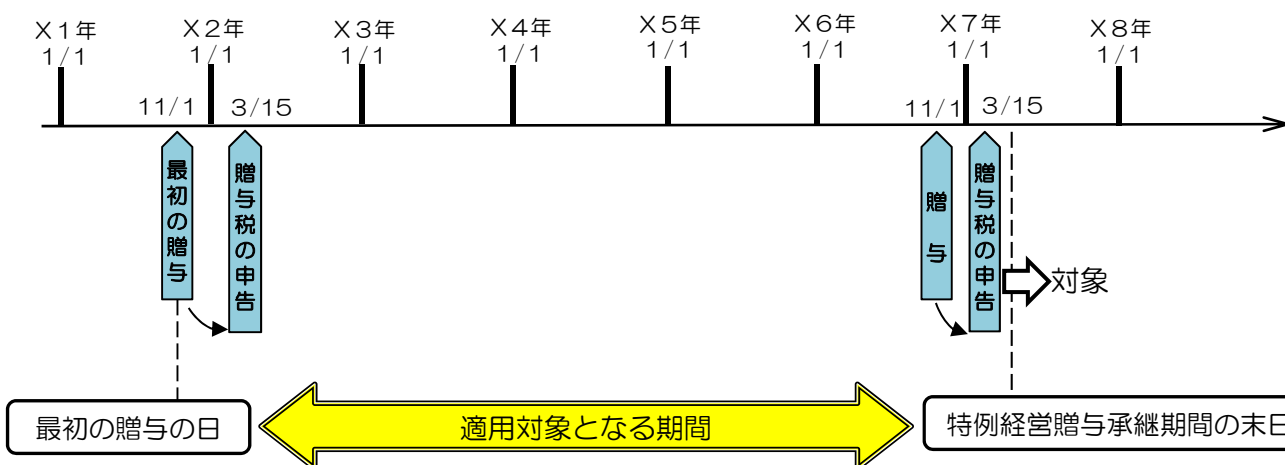 X1年
1/1
X2年
1/1
X3年
1/1
X4年
1/1
X5年
1/1
X6年
1/1
X7年
1/1
X8年
1/1
11/1
3/15
11/1
3/15
最初の贈与
贈与税の申告
贈与
贈与税の申告
対象
最初の贈与の日
適用対象となる期間
特例経営贈与承継期間の末日